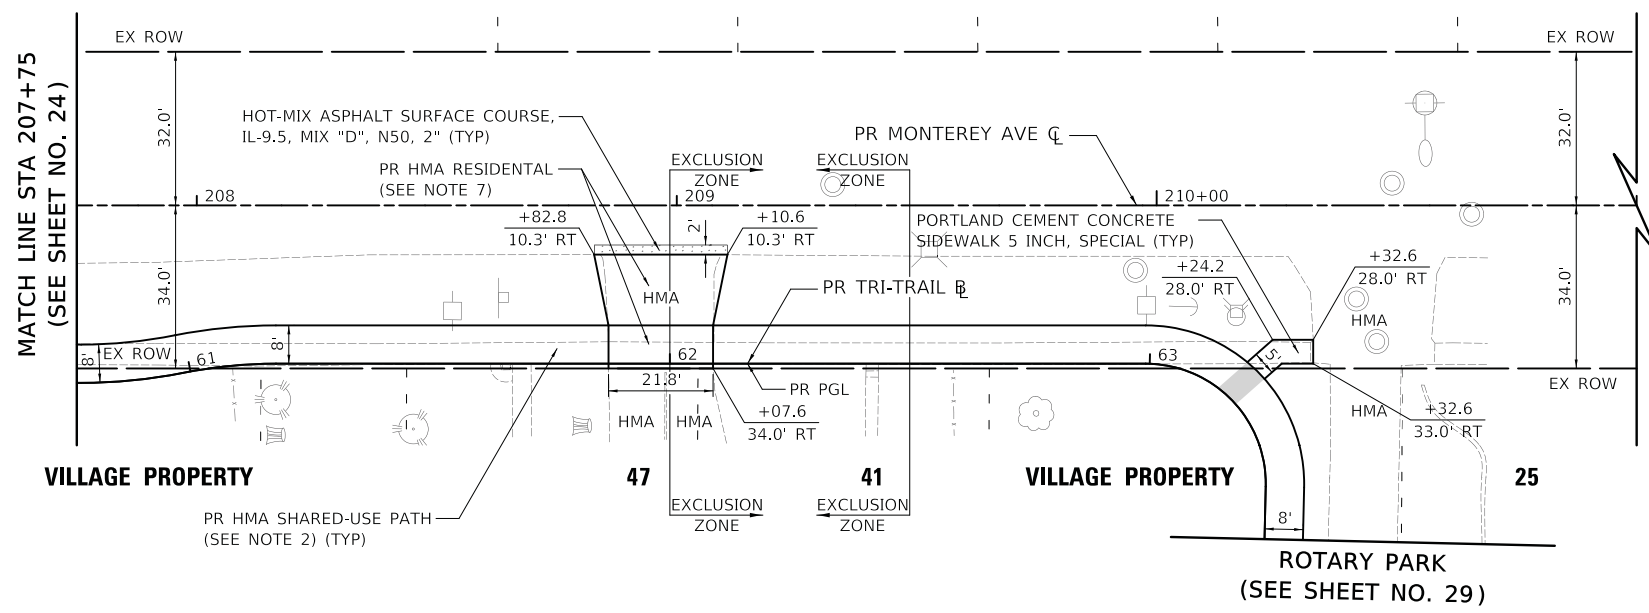 MATCH LINE STA 207+75
(SEE SHEET NO. 24)
EX ROW
EX ROW
32.0'
32.0'
HOT-MIX ASPHALT SURFACE COURSE,
IL-9.5, MIX "D", N50, 2" (TYP)
PR MONTEREY AVE ℄
PR HMA RESIDENTAL
(SEE NOTE 7)
EXCLUSION
ZONE
EXCLUSION
ZONE
208
209
210+00
+82.8
10.3' RT
2'
+10.6
10.3' RT
PORTLAND CEMENT CONCRETE
SIDEWALK 5 INCH, SPECIAL (TYP)
34.0'
34.0'
+24.2
28.0' RT
+32.6
28.0' RT
HMA
PR TRI-TRAIL BL
HMA
8'
EX ROW
61
8'
62
63
5'
EX ROW
21.8'
PR PGL
HMA
HMA
+07.6
34.0' RT
HMA
+32.6
33.0' RT
VILLAGE PROPERTY
47
41
VILLAGE PROPERTY
25
PR HMA SHARED-USE PATH
(SEE NOTE 2) (TYP)
EXCLUSION
ZONE
EXCLUSION
ZONE
8'
ROTARY PARK
(SEE SHEET NO. 29)